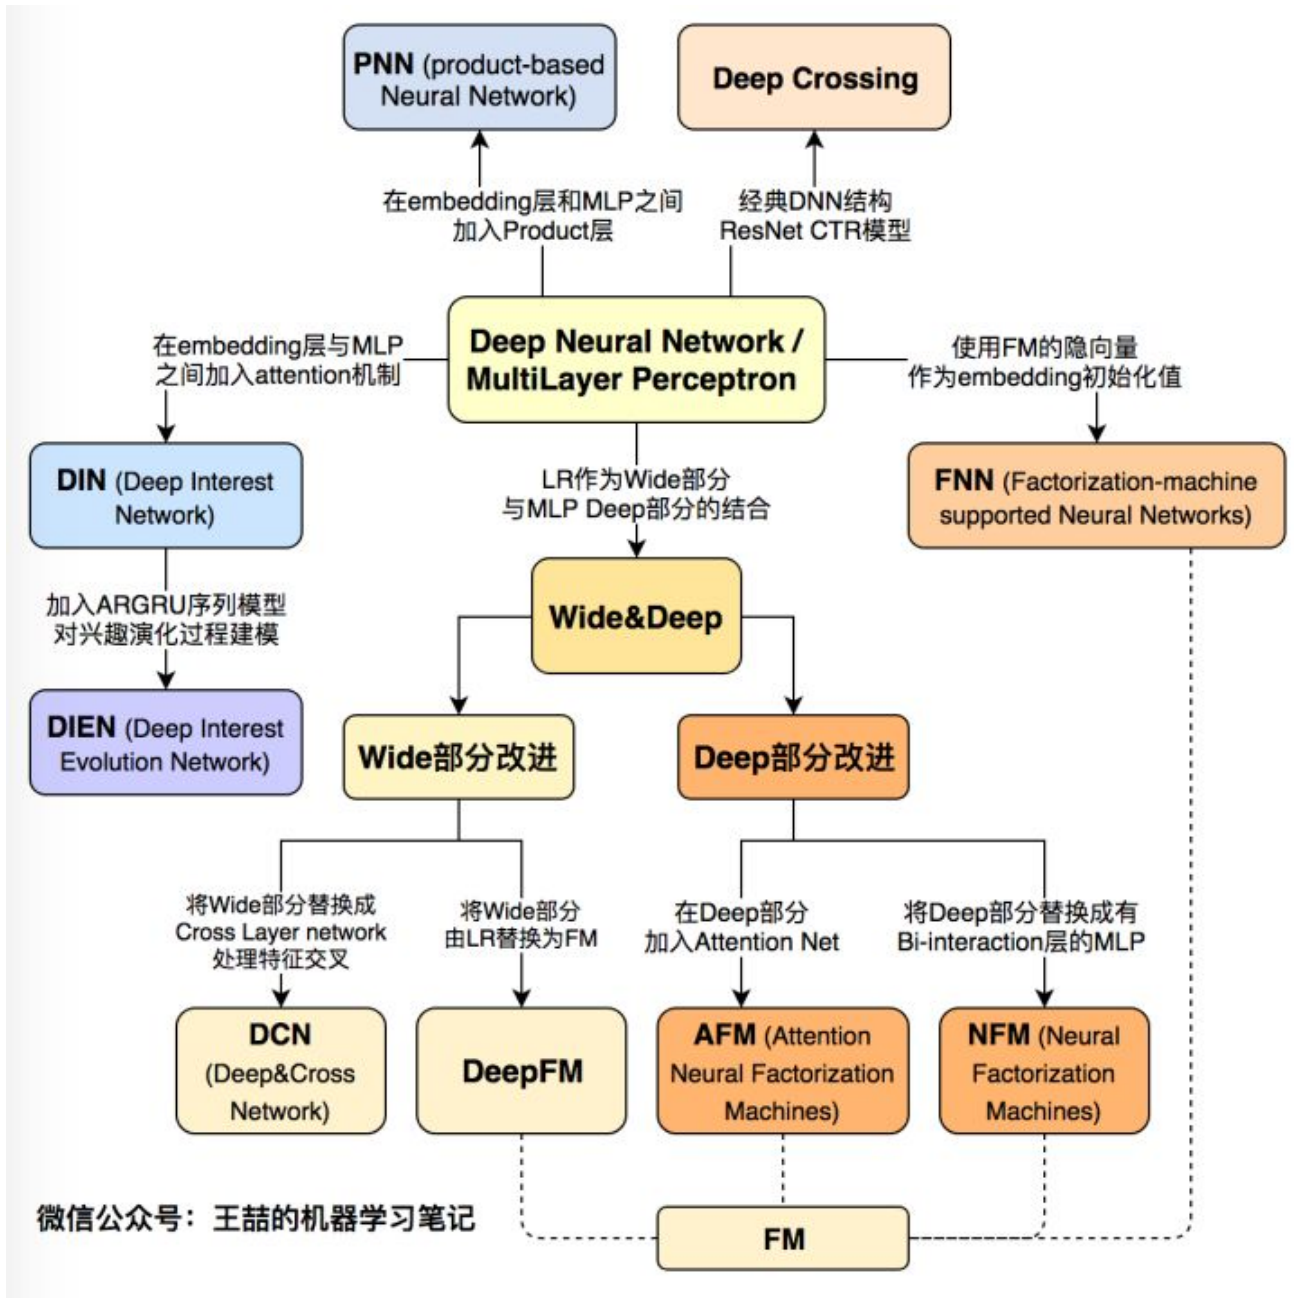 PNN (product-based
Neural Network)
Deep Crossing
在embedding层和MLP之间
加入Product层
经典DNN结构
ResNet CTR模型
Deep Neural Network /
MultiLayer Perceptron
在embedding层与MLP
之间加入attention机制
使用FM的隐向量
作为embedding初始化值
DIN (Deep Interest
Network)
LR作为Wide部分
与MLP Deep部分的结合
FNN (Factorization-machine
supported Neural Networks)
加入ARGRU序列模型
对兴趣演化过程建模
Wide&Deep
DIEN (Deep Interest
Evolution Network)
Wide部分改进
Deep部分改进
将Wide部分替换成
Cross Layer network
处理特征交叉
将Wide部分
由LR替换为FM
在Deep部分
加入Attention Net
将Deep部分替换成有
Bi-interaction层的MLP
DCN
(Deep&Cross
Network)
DeepFM
AFM (Attention
Neural Factorization
Machines)
NFM (Neural
Factorization
Machines)
微信公众号：王喆的机器学习笔记
FM